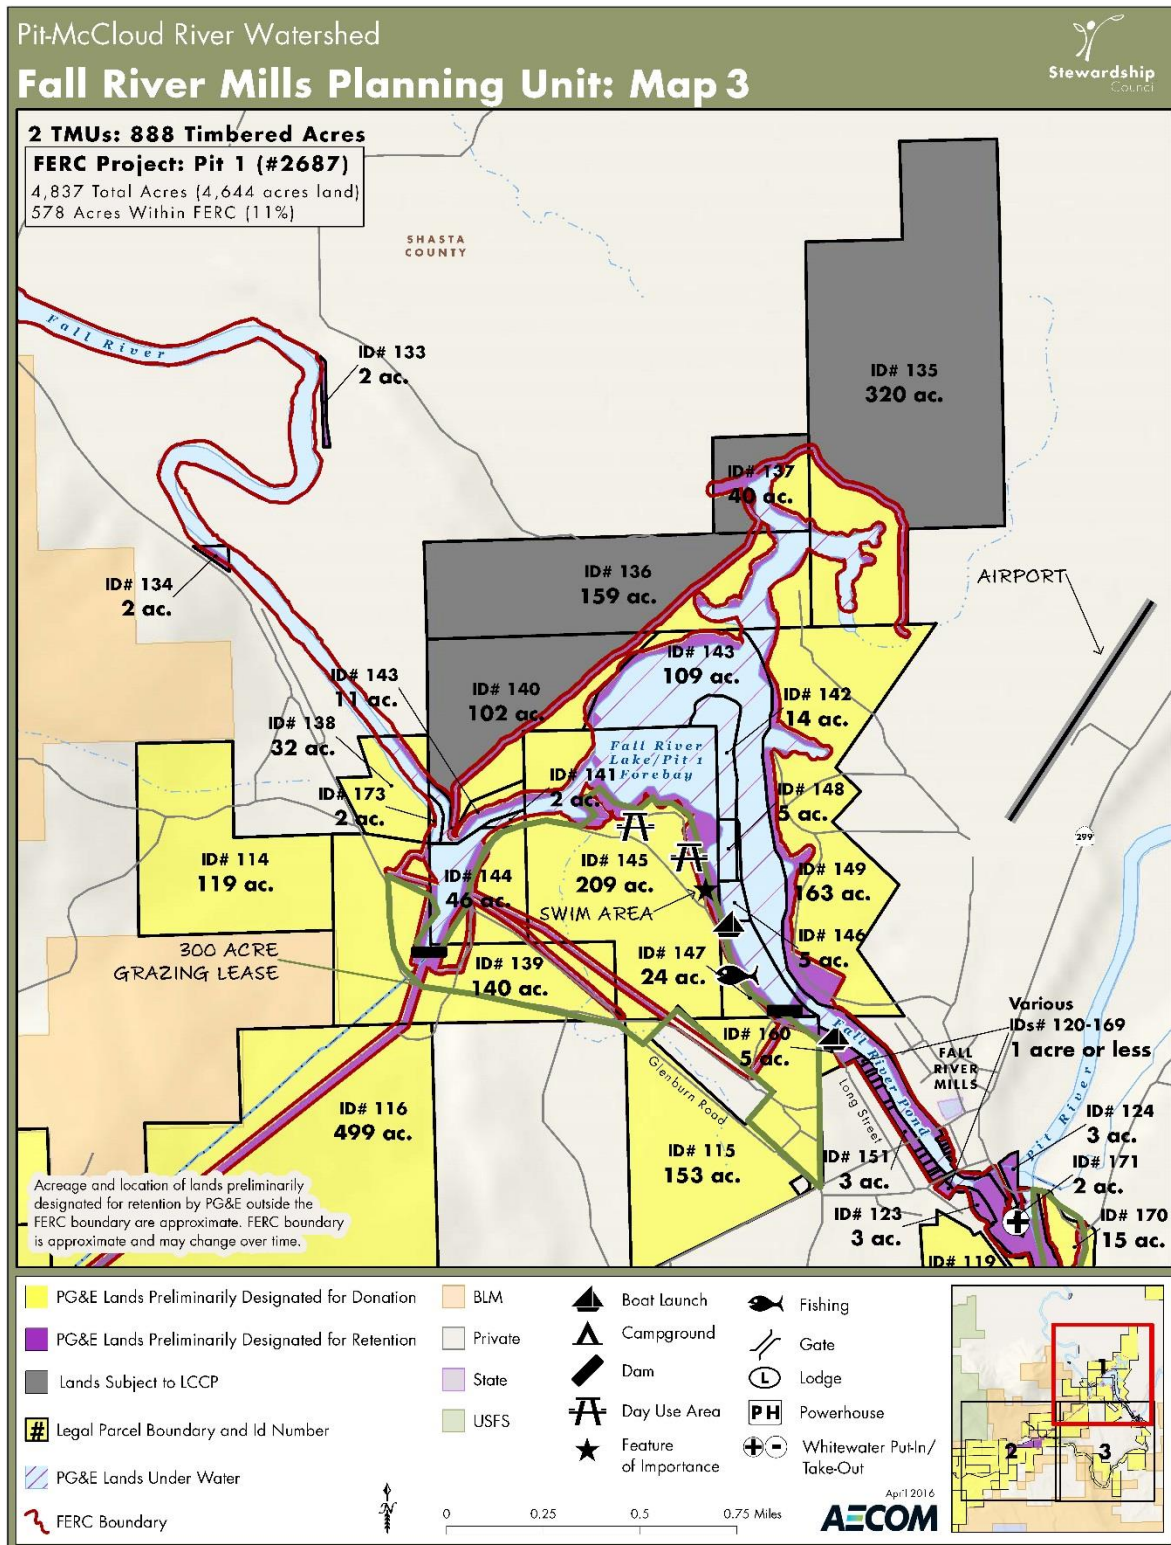 Pit-McCloud River Watershed
Fall River Mills Planning Unit: Map 3
Stewardship
Council
2 TMUs: 888 Timbered Acres
FERC Project: Pit 1 (#2687)
4,837 Total Acres (4,644 acres land)
578 Acres Within FERC (11%)
SHASTA
COUNTY
Fall River
ID# 133
2 ac.
ID# 135
320 ac.
ID# 137
40 ac.
ID# 134
2 ac.
ID# 136
159 ac.
AIRPORT
ID# 143
11 ac.
ID# 143
109 ac.
ID# 140
102 ac.
ID# 142
14 ac.
ID# 138
32 ac.
Fall River
Lake/Pit 1
Forebay
ID# 141
2 ac.
ID# 173
2 ac.
ID# 148
5 ac.
299
ID# 114
119 ac.
ID# 144
46 ac.
ID# 145
209 ac.
ID# 149
163 ac.
SWIM AREA
ID# 146
5 ac.
300 ACRE
GRAZING LEASE
ID# 139
140 ac.
ID# 147
24 ac.
Various
IDs# 120-169
1 acre or less
ID# 160
5 ac.
Fall River Pond
FALL
RIVER
MILLS
Glenburn Road
Long Street
Pit River
ID# 116
499 ac.
ID# 115
153 ac.
ID# 151
3 ac.
ID# 124
3 ac.
ID# 171
2 ac.
ID# 123
3 ac.
ID# 170
15 ac.
ID# 119
Acreage and location of lands preliminarily
designated for retention by PG&E outside the
FERC boundary are approximate. FERC boundary
is approximate and may change over time.
PG&E Lands Preliminarily Designated for Donation
PG&E Lands Preliminarily Designated for Retention
Lands Subject to LCCP
# Legal Parcel Boundary and Id Number
PG&E Lands Under Water
FERC Boundary
BLM
Private
State
USFS
Boat Launch
Campground
Dam
Day Use Area
Feature
of Importance
Fishing
Gate
L Lodge
PH Powerhouse
Whitewater Put-In/
Take-Out
N
0 0.25 0.5 0.75 Miles
April 2016
AECOM
1
2
3